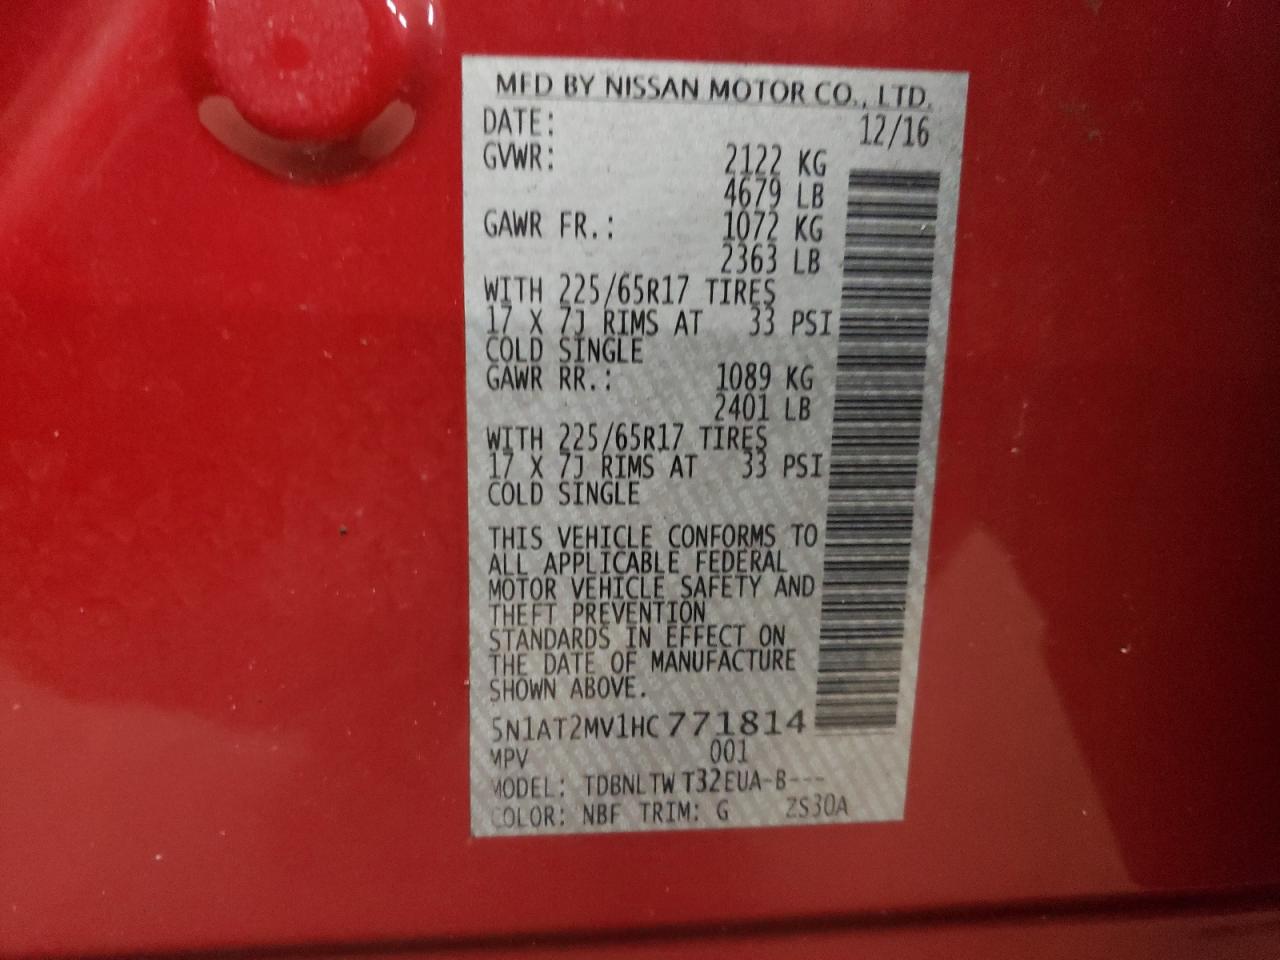 MFD BY NISSAN MOTOR CO., LTD.
DATE: 12/16
GVWR: 2122 KG
4679 LB
GAWR FR.: 1072 KG
2363 LB
WITH 225/65R17 TIRES
17 X 7J RIMS AT 33 PSI
COLD SINGLE
GAWR RR.: 1089 KG
2401 LB
WITH 225/65R17 TIRES
17 X 7J RIMS AT 33 PSI
COLD SINGLE
THIS VEHICLE CONFORMS TO
ALL APPLICABLE FEDERAL
MOTOR VEHICLE SAFETY AND
THEFT PREVENTION
STANDARDS IN EFFECT ON
THE DATE OF MANUFACTURE
SHOWN ABOVE.
5N1AT2MV1HC771814
MPV 001
MODEL: TDBNLTW T32EUA-B---
COLOR: NBF TRIM: G ZS30A